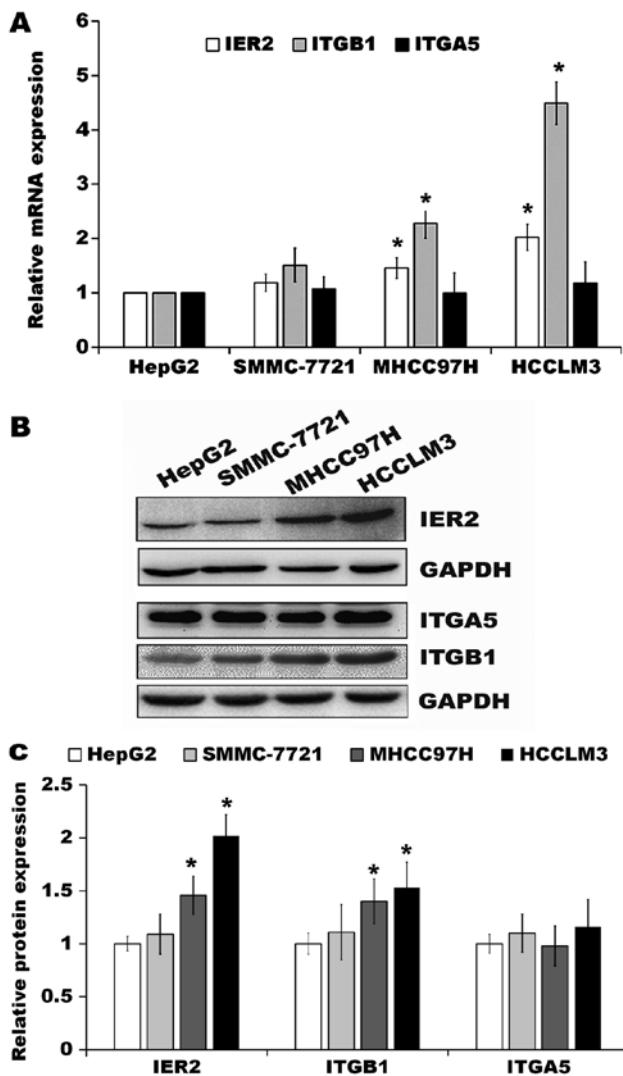 A
IER2 ITGB1 ITGA5
Relative mRNA expression
6
5
4
3
2
1
0
* * * *
HepG2 SMMC-7721 MHCC97H HCCLM3
B
HepG2 SMMC-7721 MHCC97H HCCLM3
IER2
GAPDH
ITGA5
ITGB1
GAPDH
C
HepG2 SMMC-7721 MHCC97H HCCLM3
Relative protein expression
2.5
2
1.5
1
0.5
0
* * * *
IER2 ITGB1 ITGA5